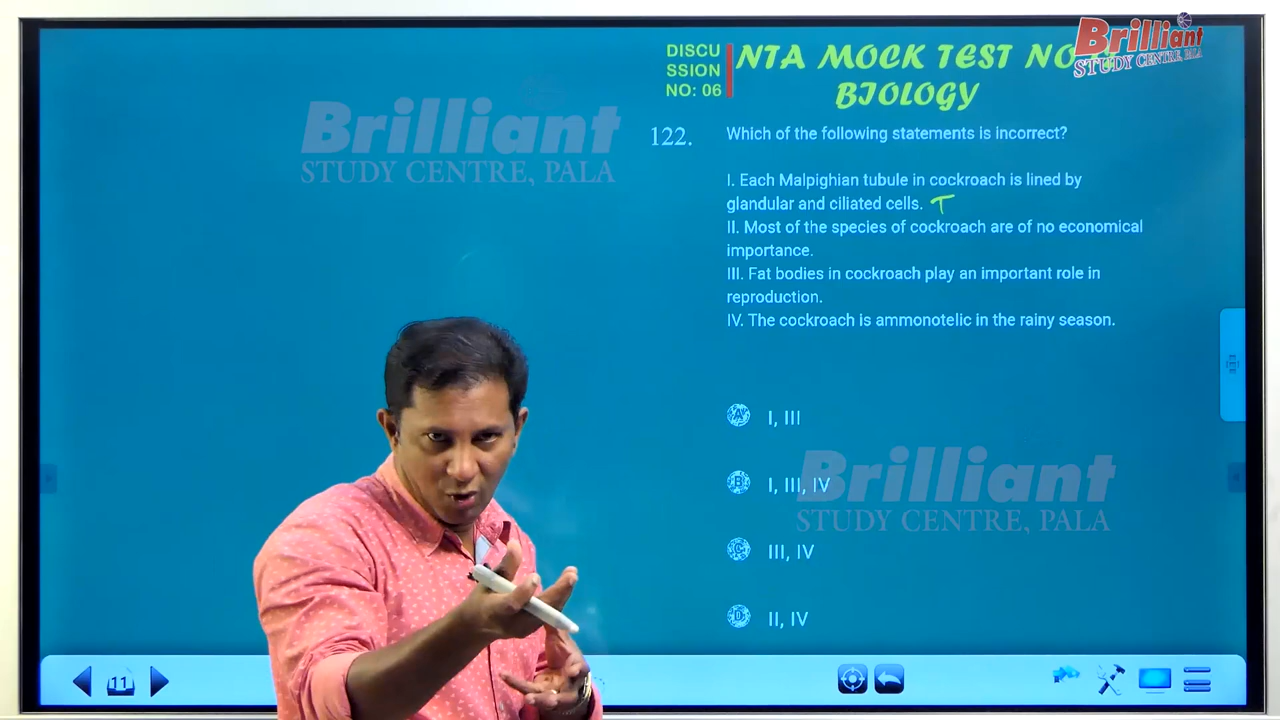 DISCU
SSION
NO: 06
NTA MOCK TEST NO
BIOLOGY
Brilliant
STUDY CENTRE, PALA
Brilliant
STUDY CENTRE, PALA
122.
Which of the following statements is incorrect?
I. Each Malpighian tubule in cockroach is lined by
glandular and ciliated cells. T
II. Most of the species of cockroach are of no economical
importance.
III. Fat bodies in cockroach play an important role in
reproduction.
IV. The cockroach is ammonotelic in the rainy season.
A I, III
B I, III, IV
C III, IV
D II, IV
Brilliant
STUDY CENTRE, PALA
11